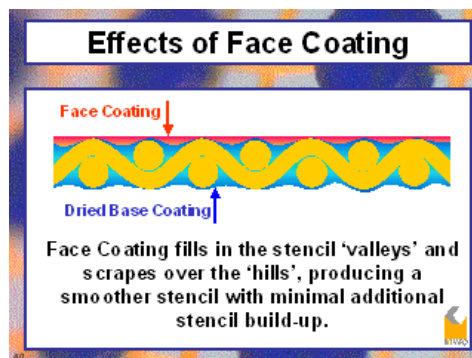 Effects of Face Coating
Face Coating
Dried Base Coating
Face Coating fills in the stencil ‘valleys’ and
scrapes over the ‘hills’, producing a
smoother stencil with minimal additional
stencil build-up.